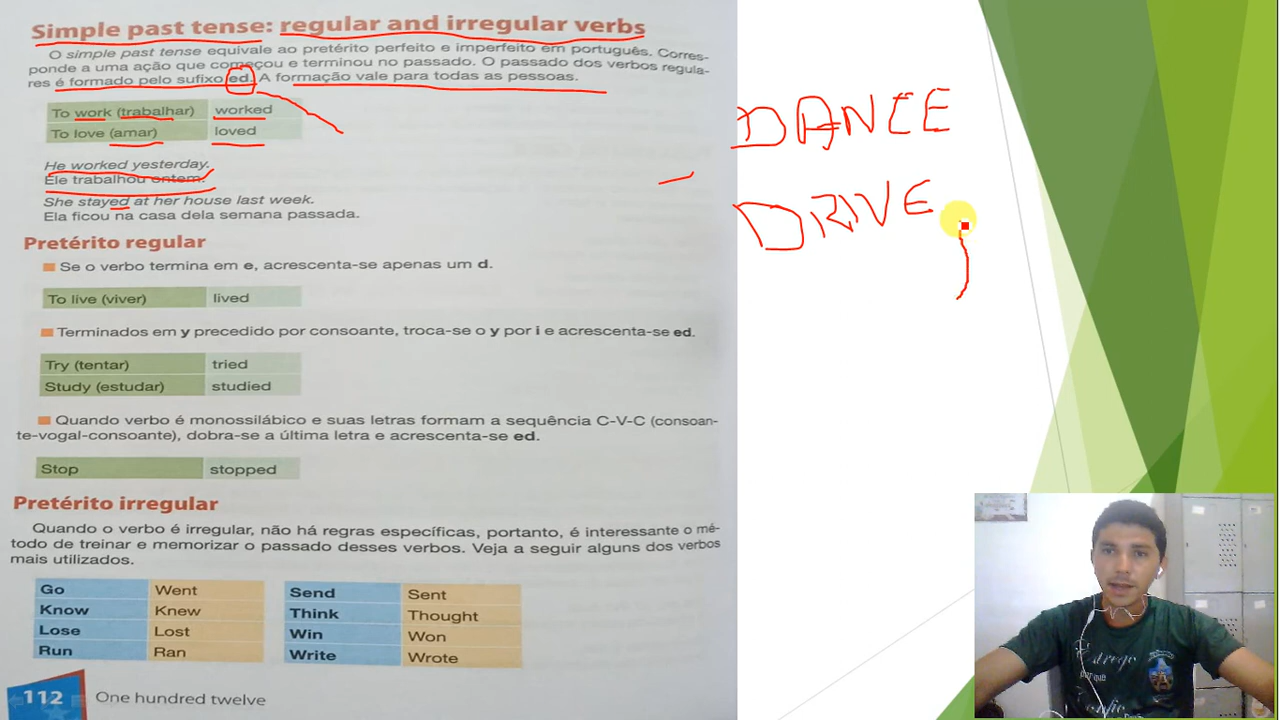 Simple past tense: regular and irregular verbs
O simple past tense equivale ao pretérito perfeito e imperfeito em português. Corres-
ponde a uma ação que começou e terminou no passado. O passado dos verbos regula-
res é formado pelo sufixo ed. A formação vale para todas as pessoas.
To work (trabalhar) worked
To love (amar) loved
He worked yesterday.
Ele trabalhou ontem.
She stayed at her house last week.
Ela ficou na casa dela semana passada.
Pretérito regular
Se o verbo termina em e, acrescenta-se apenas um d.
To live (viver) lived
Terminados em y precedido por consoante, troca-se o y por i e acrescenta-se ed.
Try (tentar) tried
Study (estudar) studied
Quando verbo é monossilábico e suas letras formam a sequência C-V-C (consoan-
te-vogal-consoante), dobra-se a última letra e acrescenta-se ed.
Stop stopped
Pretérito irregular
Quando o verbo é irregular, não há regras específicas, portanto, é interessante o mé-
todo de treinar e memorizar o passado desses verbos. Veja a seguir alguns dos verbos
mais utilizados.
Go Went Send Sent
Know Knew Think Thought
Lose Lost Win Won
Run Ran Write Wrote
112 One hundred twelve
DANCE
DRIVE
Entrego
por que
Confio